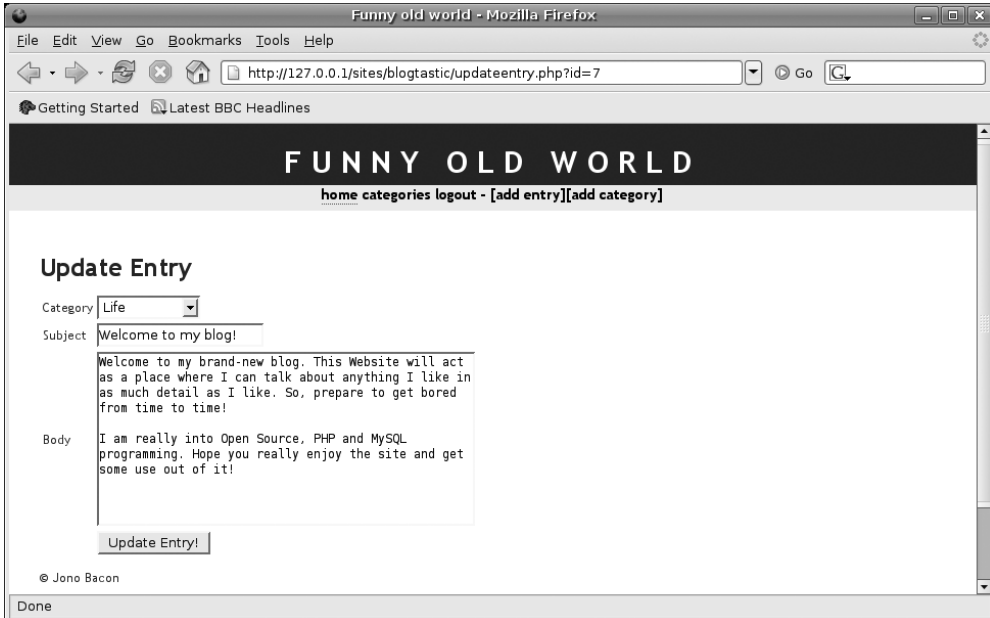 Funny old world - Mozilla Firefox
File Edit View Go Bookmarks Tools Help
http://127.0.0.1/sites/blogtastic/updateentry.php?id=7 Go G
Getting Started Latest BBC Headlines
FUNNY OLD WORLD
home categories logout - [add entry][add category]
Update Entry
Category Life
Subject Welcome to my blog!
Welcome to my brand-new blog. This Website will act
as a place where I can talk about anything I like in
as much detail as I like. So, prepare to get bored
from time to time!
Body
I am really into Open Source, PHP and MySQL
programming. Hope you really enjoy the site and get
some use out of it!
Update Entry!
© Jono Bacon
Done